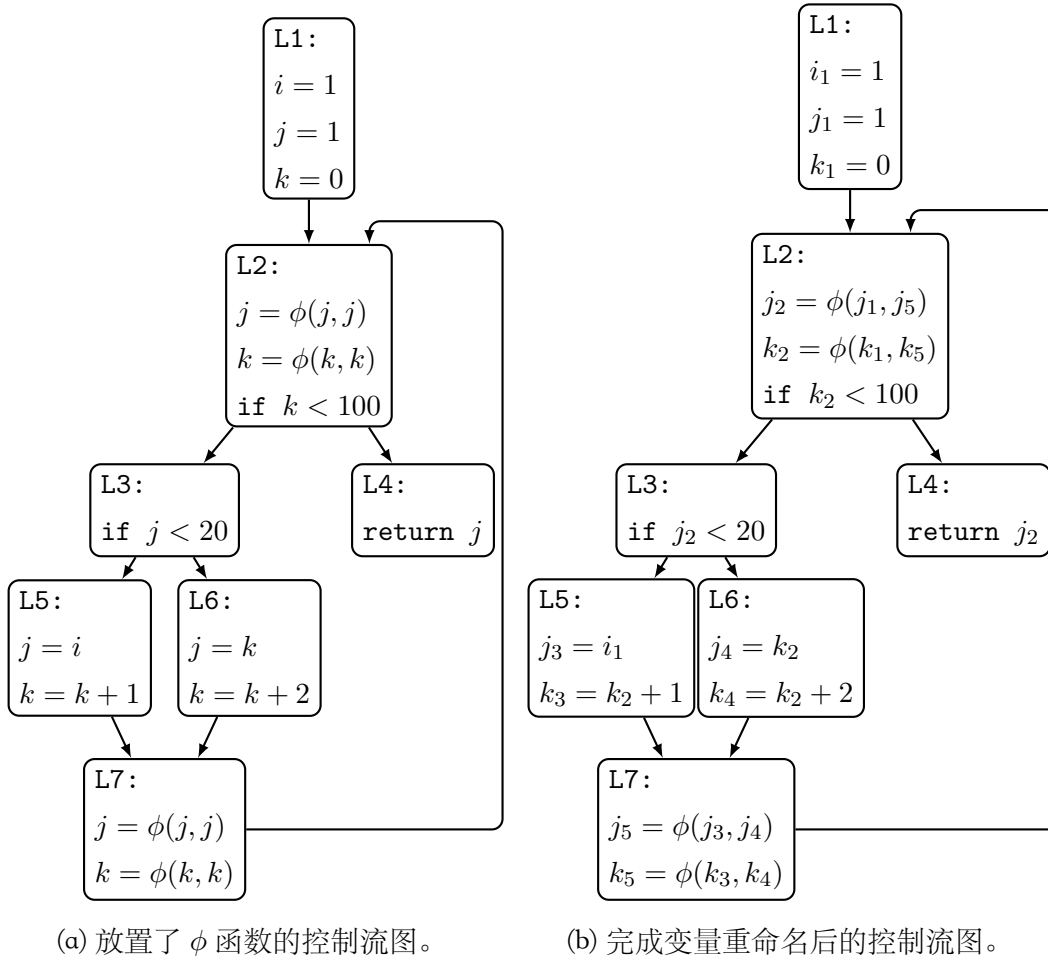 L1:
i = 1
j = 1
k = 0
L2:
j = ϕ(j, j)
k = ϕ(k, k)
if k < 100
L3:
if j < 20
L4:
return j
L5:
j = i
k = k + 1
L6:
j = k
k = k + 2
L7:
j = ϕ(j, j)
k = ϕ(k, k)
(a) 放置了 ϕ 函数的控制流图。
L1:
i₁ = 1
j₁ = 1
k₁ = 0
L2:
j₂ = ϕ(j₁, j₅)
k₂ = ϕ(k₁, k₅)
if k₂ < 100
L3:
if j₂ < 20
L4:
return j₂
L5:
j₃ = i₁
k₃ = k₂ + 1
L6:
j₄ = k₂
k₄ = k₂ + 2
L7:
j₅ = ϕ(j₃, j₄)
k₅ = ϕ(k₃, k₄)
(b) 完成变量重命名后的控制流图。